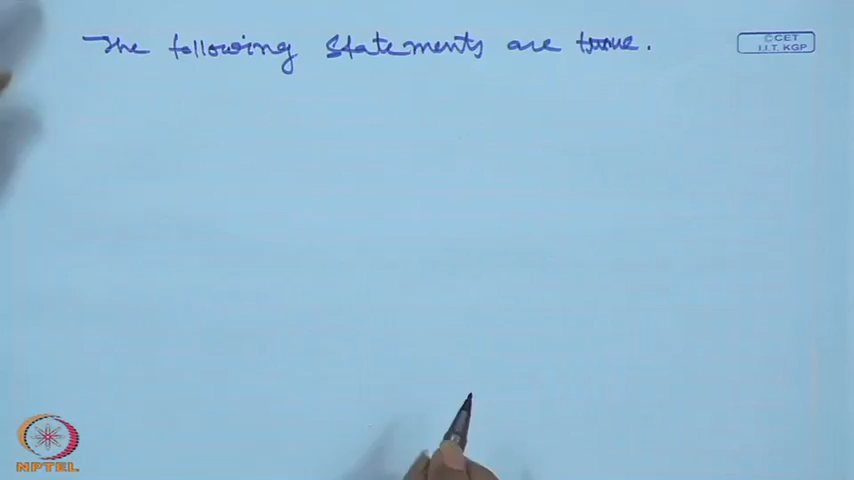 The following statements are true.
© CET
I.I.T. KGP
NPTEL